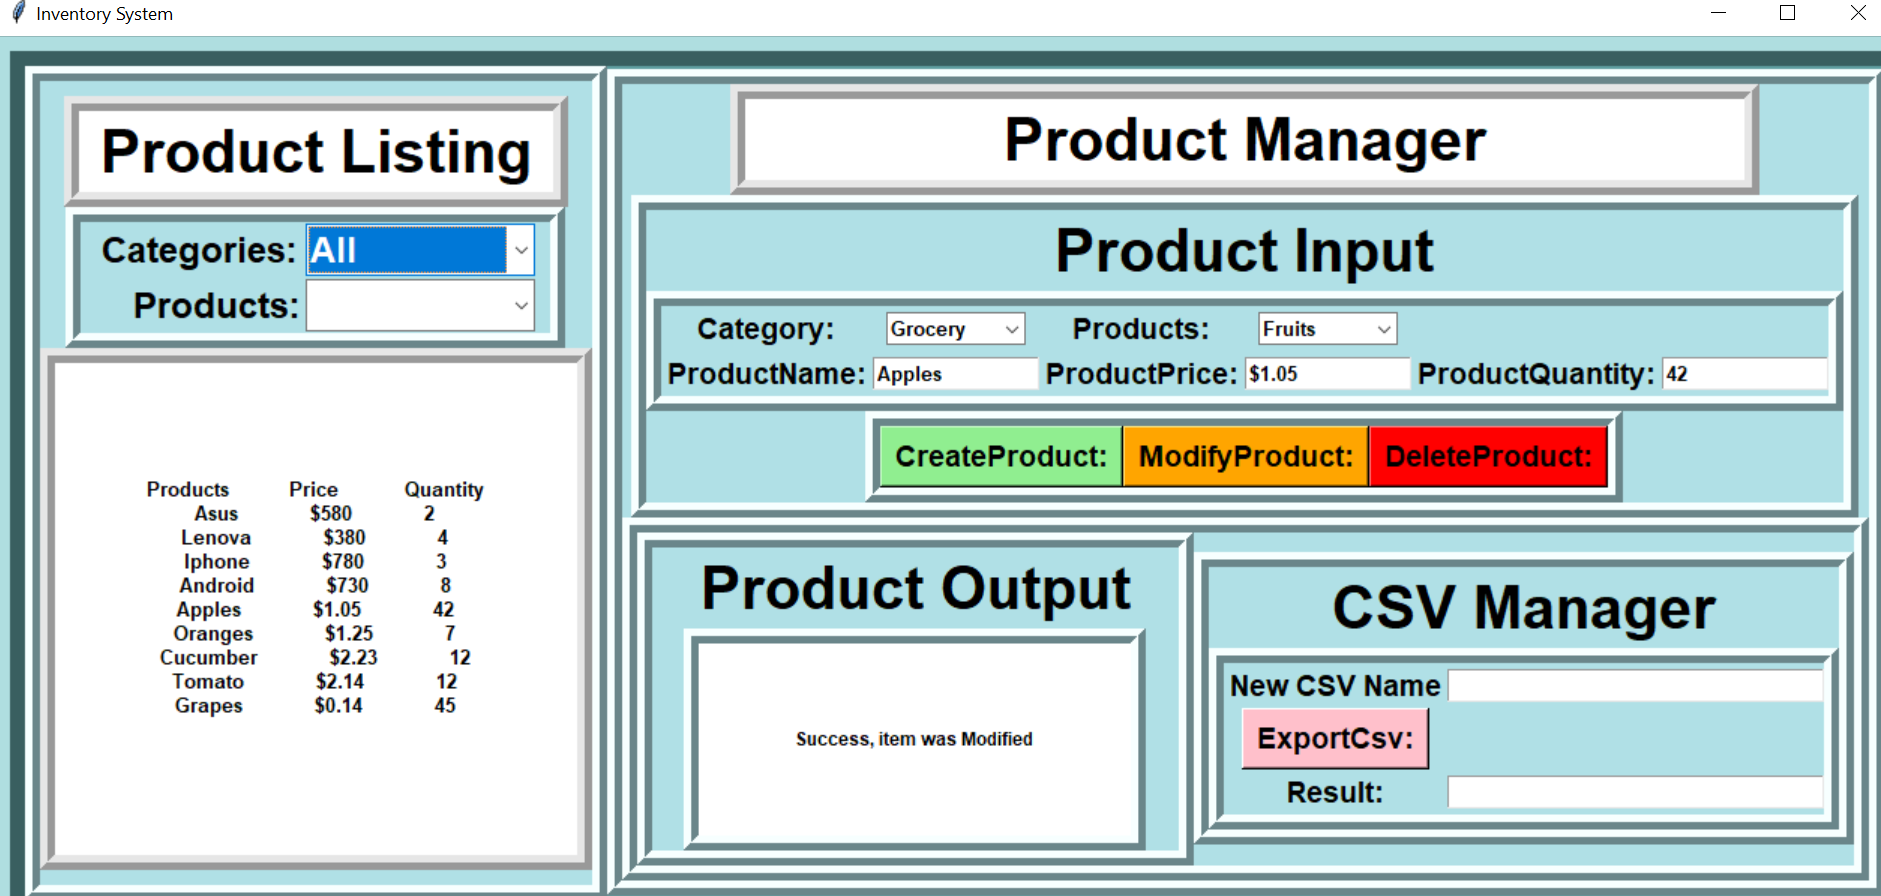 Inventory System
Product Listing
Categories: All
Products:
Products Price Quantity
Asus $580 2
Lenova $380 4
Iphone $780 3
Android $730 8
Apples $1.05 42
Oranges $1.25 7
Cucumber $2.23 12
Tomato $2.14 12
Grapes $0.14 45
Product Manager
Product Input
Category: Grocery Products: Fruits
ProductName: Apples ProductPrice: $1.05 ProductQuantity: 42
CreateProduct: ModifyProduct: DeleteProduct:
Product Output
Success, item was Modified
CSV Manager
New CSV Name
ExportCsv:
Result: